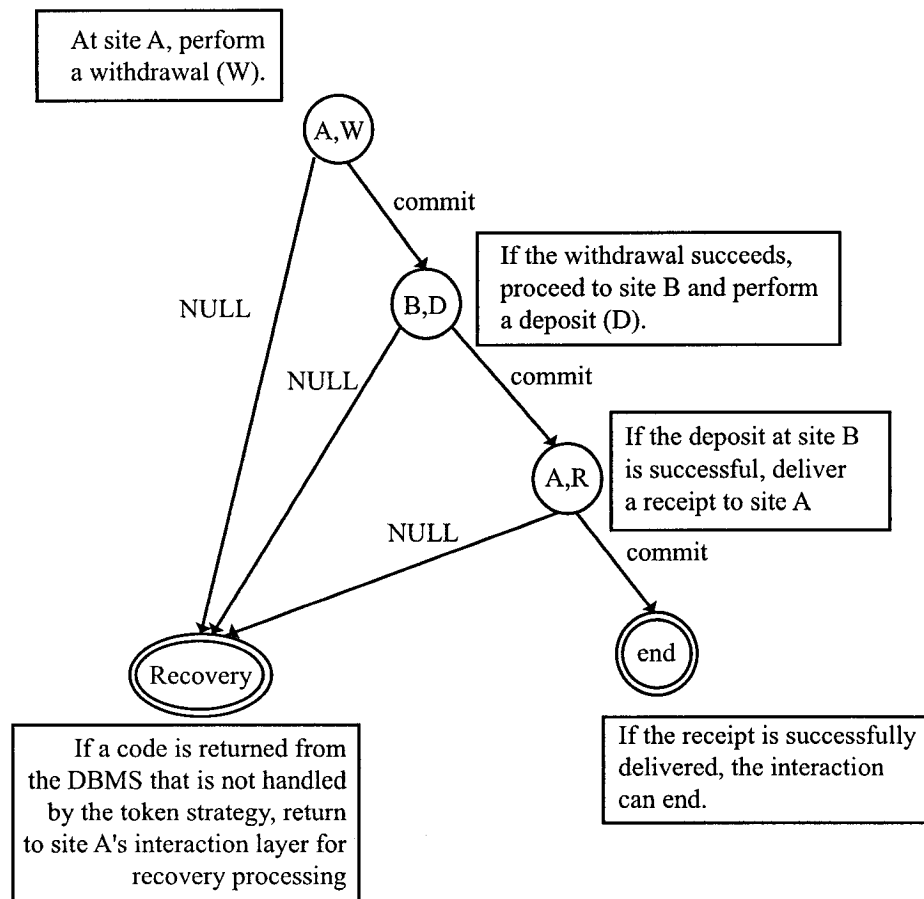 At site A, perform
a withdrawal (W).
A,W
commit
If the withdrawal succeeds,
proceed to site B and perform
a deposit (D).
NULL
B,D
NULL
commit
If the deposit at site B
is successful, deliver
a receipt to site A
A,R
NULL
commit
Recovery
end
If a code is returned from
the DBMS that is not handled
by the token strategy, return
to site A's interaction layer for
recovery processing
If the receipt is successfully
delivered, the interaction
can end.